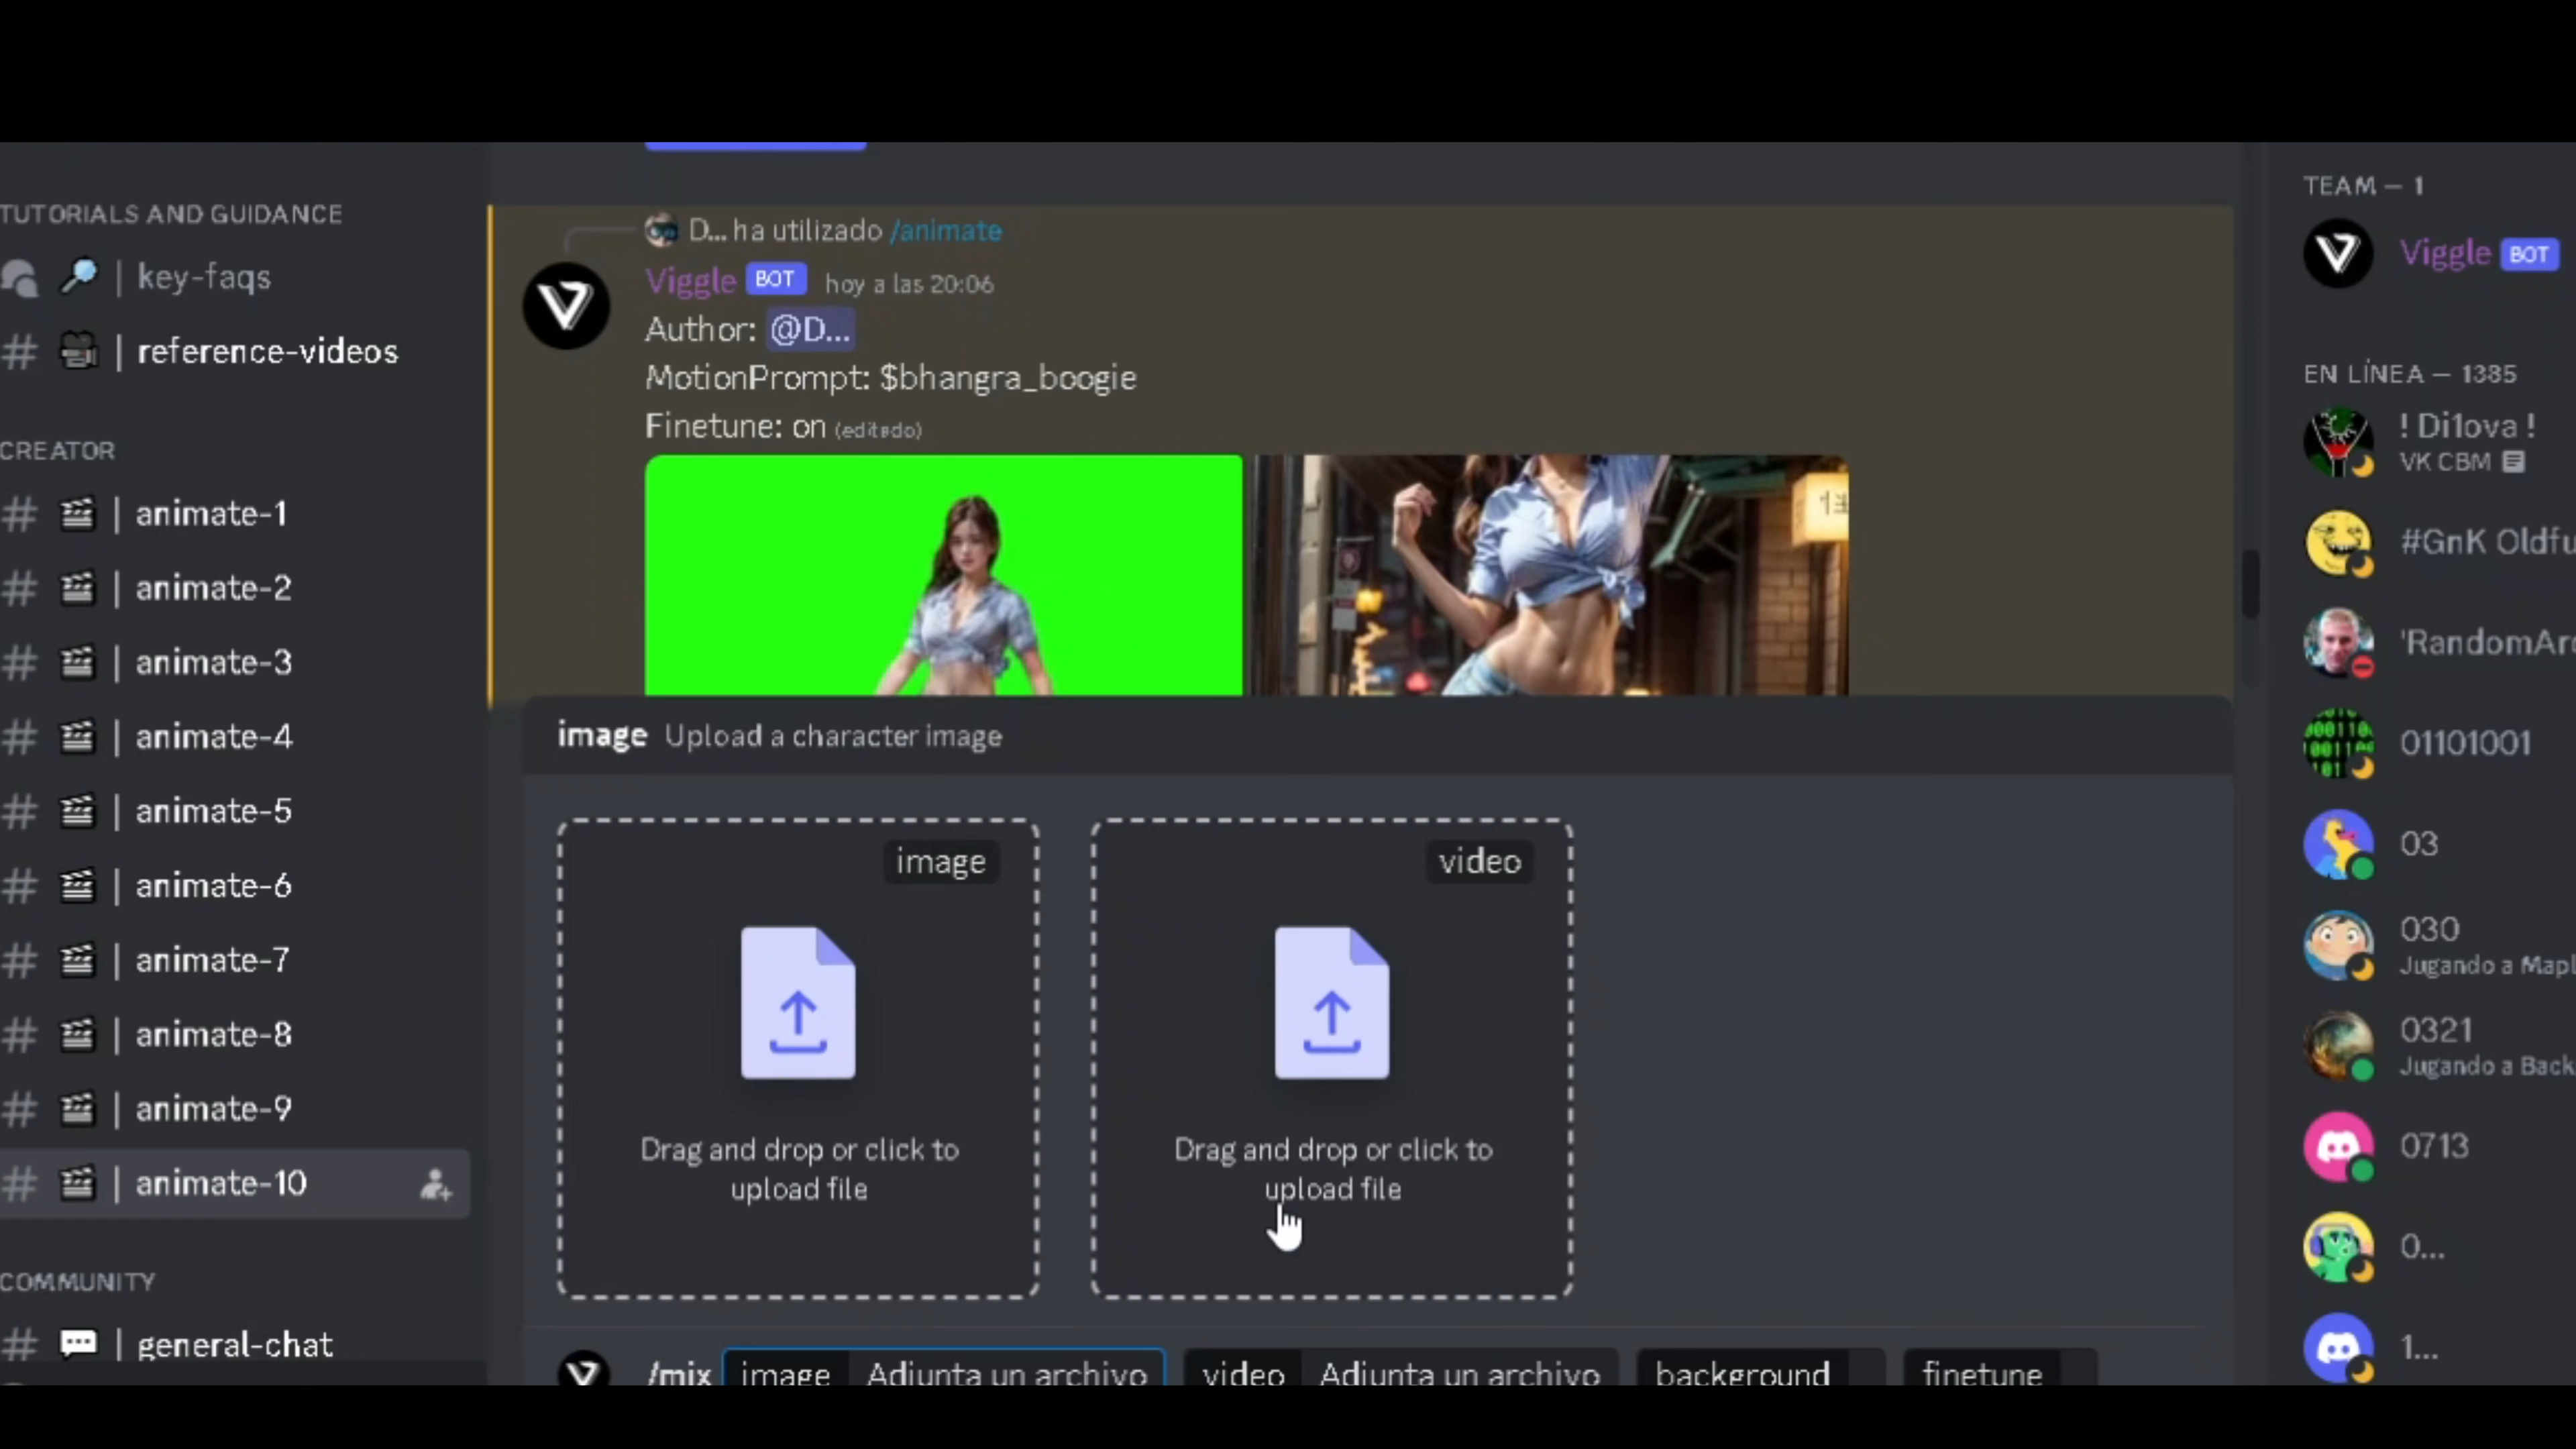 TUTORIALS AND GUIDANCE
key-faqs
reference-videos
CREATOR
animate-1
animate-2
animate-3
animate-4
animate-5
animate-6
animate-7
animate-8
animate-9
animate-10
COMMUNITY
general-chat
D... ha utilizado /animate
Viggle BOT hoy a las 20:06
Author: @D...
MotionPrompt: $bhangra_boogie
Finetune: on (editado)
image Upload a character image
image
Drag and drop or click to
upload file
video
Drag and drop or click to
upload file
/mix image Adjunta un archivo video Adjunta un archivo background finetune
TEAM — 1
Viggle BOT
EN LÍNEA — 1385
! Di1ova !
VK CBM
#GnK Oldfu
'RandomAr
01101001
03
030
Jugando a Mapl
0321
Jugando a Back
0713
0...
1...